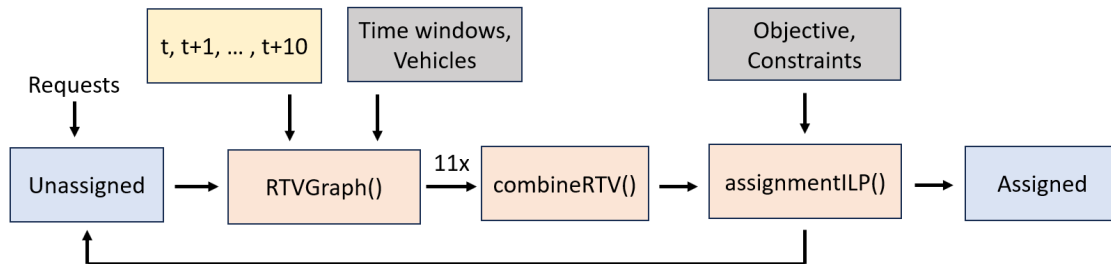 t, t+1, … , t+10
Time windows,
Vehicles
Objective,
Constraints
Requests
Unassigned
RTVGraph()
11x
combineRTV()
assignmentILP()
Assigned